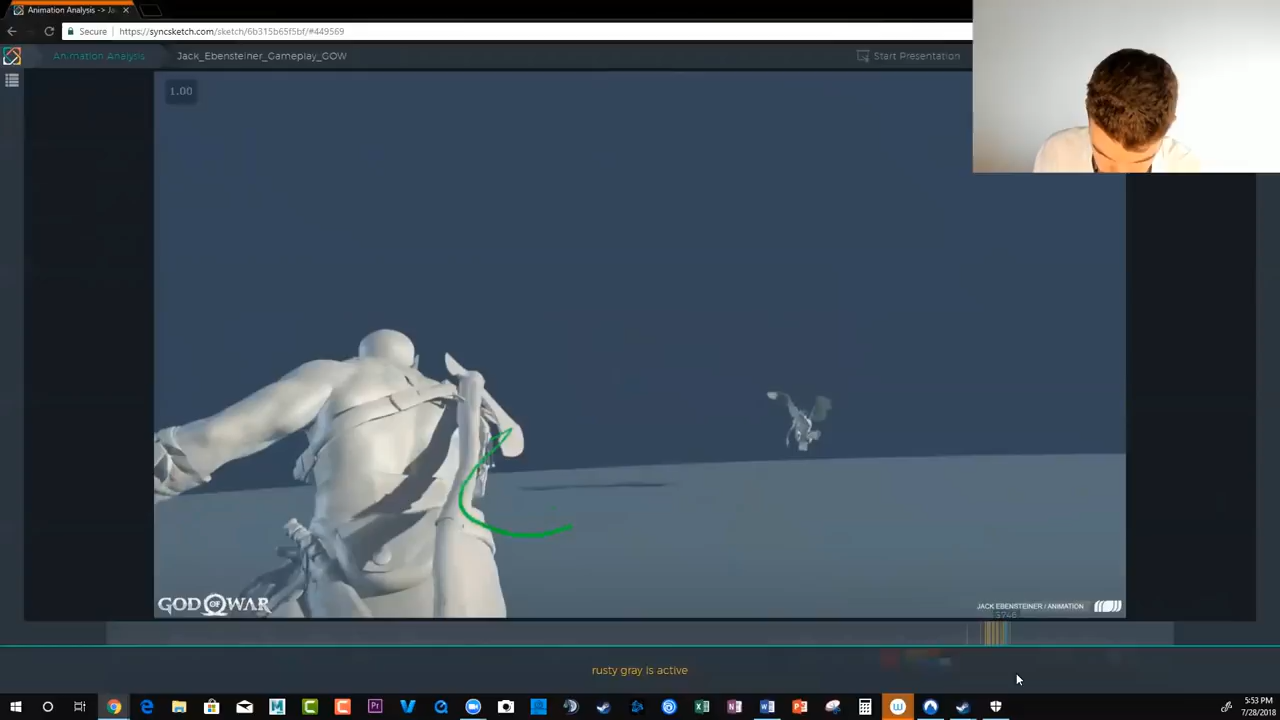 Animation Analysis -> Ja
Secure
https://syncsketch.com/sketch/6b315b65f5bf/#449569
Animation Analysis
Jack_Ebensteiner_Gameplay_GOW
Start Presentation
1.00
GOD OF WAR
JACK EBENSTEINER / ANIMATION
rusty gray is active
5:53 PM
7/28/2018